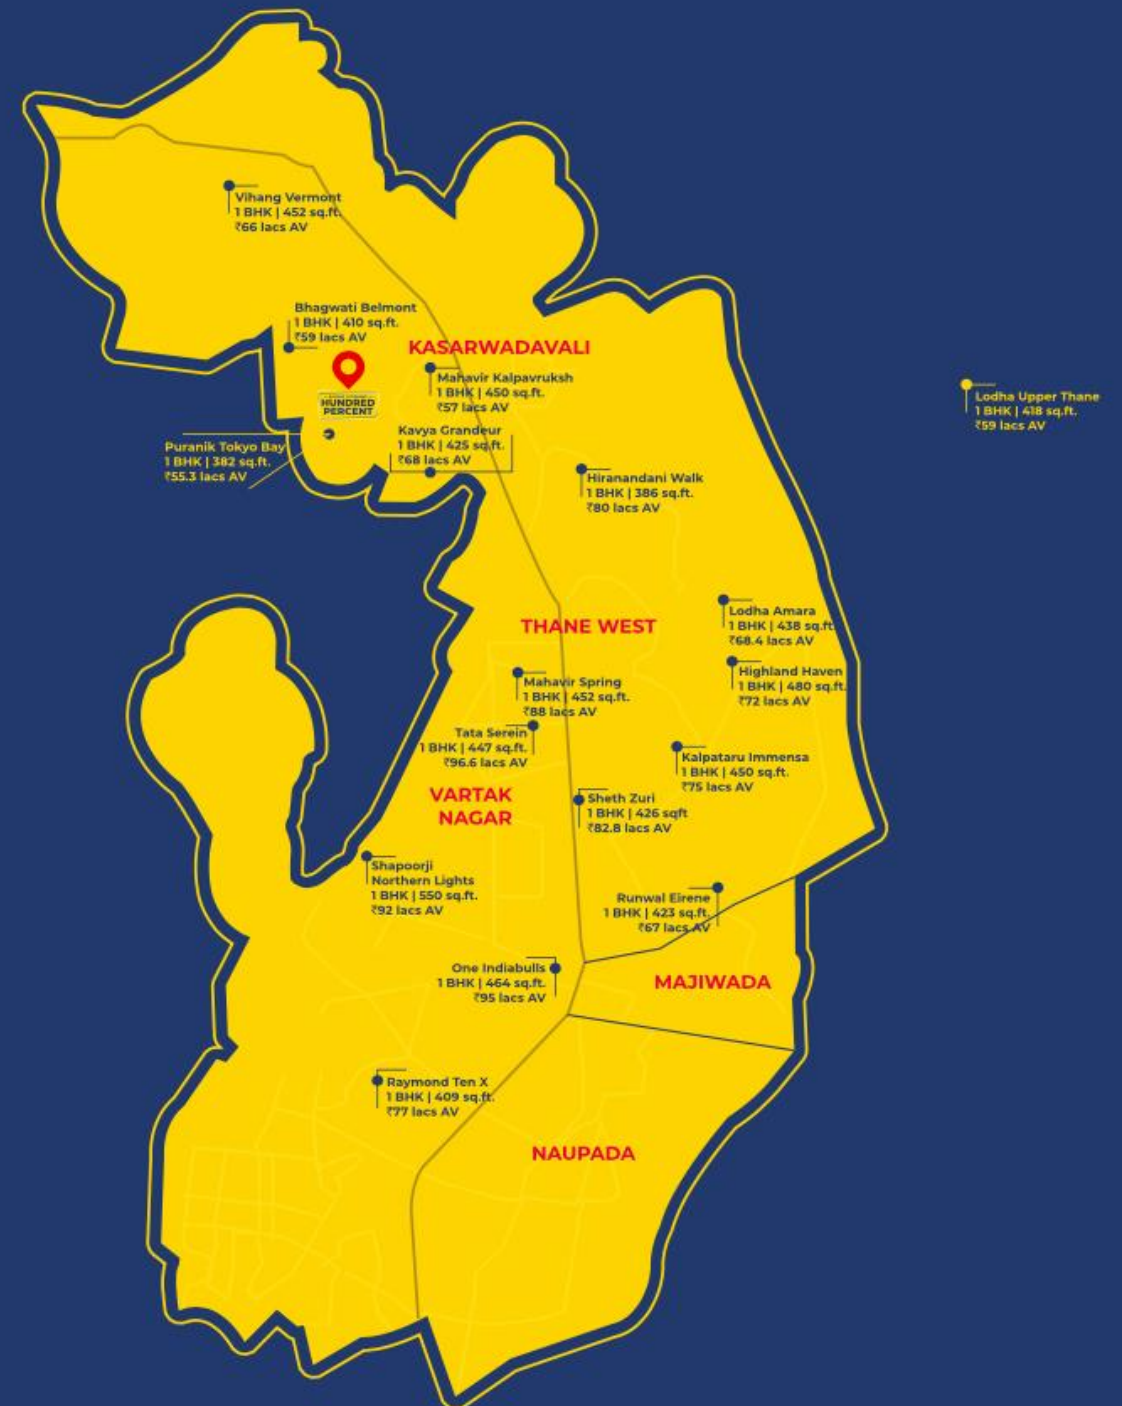 Vihang Vermont
1 BHK | 452 sq.ft.
₹66 lacs AV
Bhagwati Belmont
1 BHK | 410 sq.ft.
₹59 lacs AV
KASARWADAVALI
Mahavir Kalpavruksh
1 BHK | 450 sq.ft.
₹57 lacs AV
HUNDRED
PERCENT
Lodha Upper Thane
1 BHK | 418 sq.ft.
₹59 lacs AV
Puranik Tokyo Bay
1 BHK | 382 sq.ft.
₹55.3 lacs AV
Kavya Grandeur
1 BHK | 425 sq.ft.
₹68 lacs AV
Hiranandani Walk
1 BHK | 386 sq.ft.
₹80 lacs AV
THANE WEST
Lodha Amara
1 BHK | 438 sq.ft.
₹68.4 lacs AV
Highland Haven
1 BHK | 480 sq.ft.
₹72 lacs AV
Mahavir Spring
1 BHK | 452 sq.ft.
₹88 lacs AV
Tata Serein
1 BHK | 447 sq.ft.
₹96.6 lacs AV
Kalpataru Immensa
1 BHK | 450 sq.ft.
₹75 lacs AV
VARTAK
NAGAR
Sheth Zuri
1 BHK | 426 sqft
₹82.8 lacs AV
Shapoorji
Northern Lights
1 BHK | 550 sq.ft.
₹92 lacs AV
Runwal Eirene
1 BHK | 423 sq.ft.
₹67 lacs AV
One Indiabulls
1 BHK | 464 sq.ft.
₹95 lacs AV
MAJIWADA
Raymond Ten X
1 BHK | 409 sq.ft.
₹77 lacs AV
NAUPADA